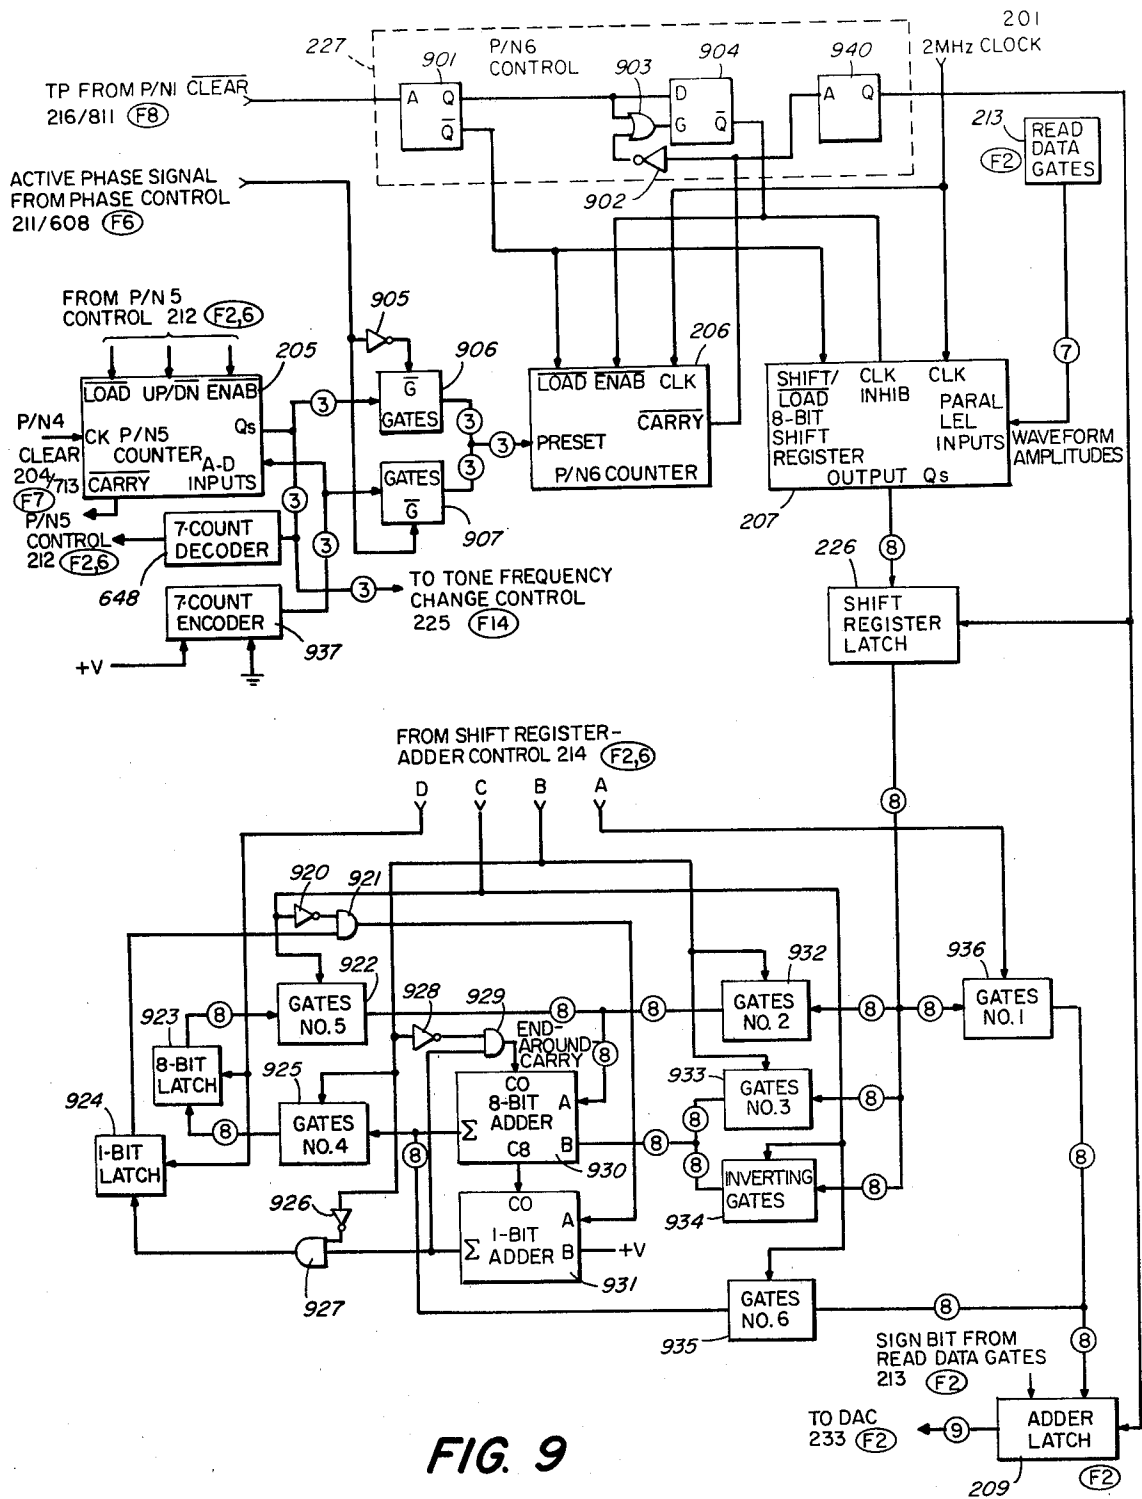 201
227
901
P/N6
CONTROL
903
904
940
2MHz CLOCK
TP FROM P/N1 CLEAR
216/811 F8
A Q
Q
D
G Q
A Q
213
READ
DATA
GATES
F2
902
ACTIVE PHASE SIGNAL
FROM PHASE CONTROL
211/608 F6
FROM P/N 5
CONTROL 212 F2,6
905
205
906
206
LOAD UP/DN ENAB
P/N4
CLEAR
204/713
F7
CK P/N5
COUNTER
Qs
A-D
INPUTS
CARRY
3
G
GATES
3
3
3
GATES
G
907
LOAD ENAB CLK
CARRY
PRESET
P/N6 COUNTER
7
SHIFT/
LOAD
8-BIT
SHIFT
REGISTER
CLK
INHIB
CLK
PARAL
LEL
INPUTS
OUTPUT Qs
WAVEFORM
AMPLITUDES
207
P/N5
CONTROL
212 F2,6
7-COUNT
DECODER
648
3
3
3
TO TONE FREQUENCY
CHANGE CONTROL
225 F14
7-COUNT
ENCODER
937
+V
8
226
SHIFT
REGISTER
LATCH
FROM SHIFT REGISTER-
ADDER CONTROL 214 F2,6
D C B A
8
920
921
922
923
8
GATES
NO.5
928
929
8
8
932
GATES
NO.2
8
8
936
GATES
NO.1
END-
AROUND-
CARRY
8
924
8-BIT
LATCH
925
8
GATES
NO.4
CO
8-BIT
ADDER
A
Σ
B
C8
930
8
933
GATES
NO.3
8
8
8
1-BIT
LATCH
8
8
INVERTING
GATES
934
8
926
CO
A
1-BIT
ADDER
Σ
B
+V
931
927
GATES
NO.6
935
8
8
SIGN BIT FROM
READ DATA GATES
213 F2
TO DAC
233 F2
9
ADDER
LATCH
209
F2
FIG. 9